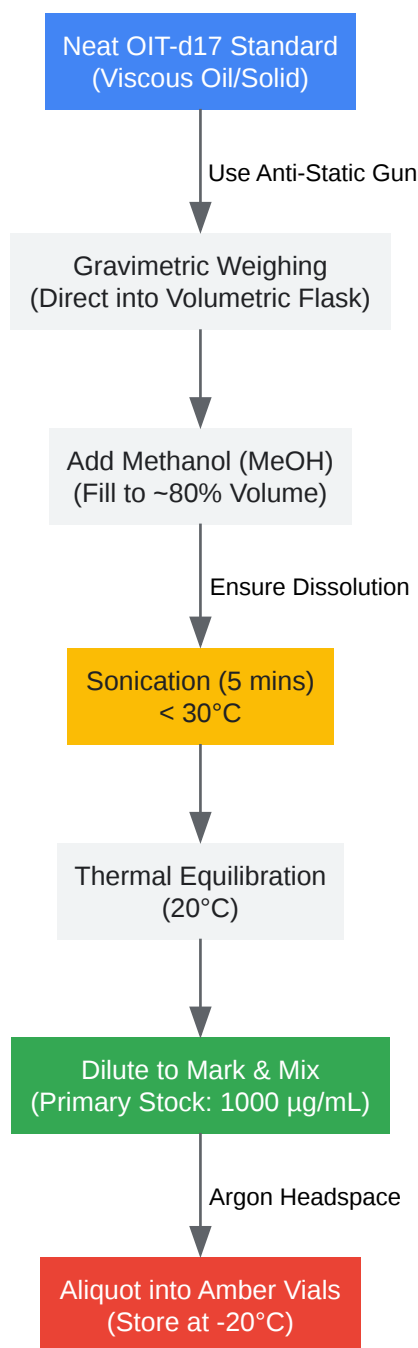 Neat OIT-d17 Standard
(Viscous Oil/Solid)
Use Anti-Static Gun
Gravimetric Weighing
(Direct into Volumetric Flask)
Add Methanol (MeOH)
(Fill to ~80% Volume)
Ensure Dissolution
Sonication (5 mins)
< 30°C
Thermal Equilibration
(20°C)
Dilute to Mark & Mix
(Primary Stock: 1000 µg/mL)
Argon Headspace
Aliquot into Amber Vials
(Store at -20°C)